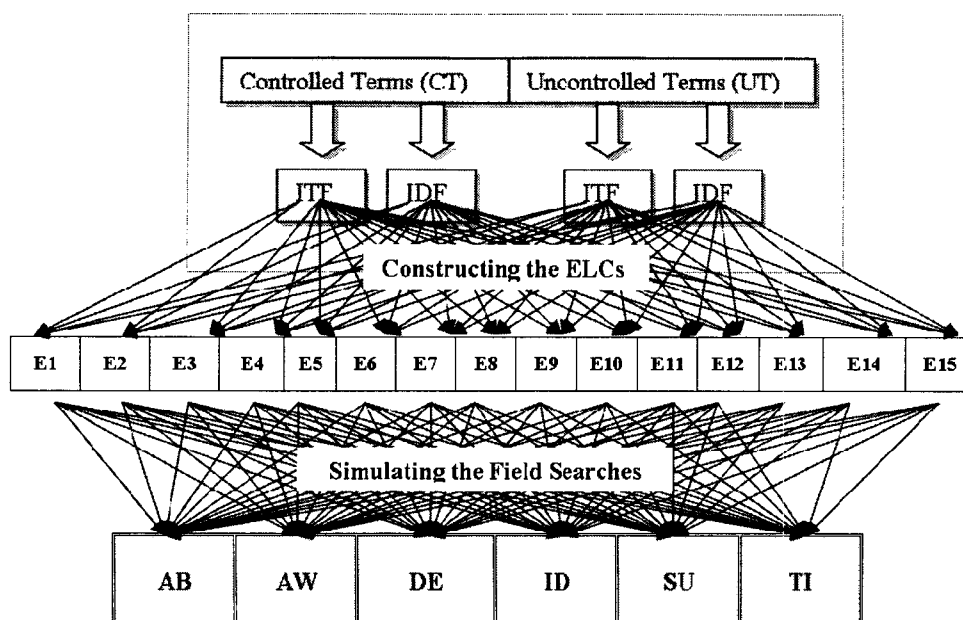 Controlled Terms (CT) Uncontrolled Terms (UT)
ITF IDF ITF IDF
Constructing the ELCs
E1 E2 E3 E4 E5 E6 E7 E8 E9 E10 E11 E12 E13 E14 E15
Simulating the Field Searches
AB AW DE ID SU TI